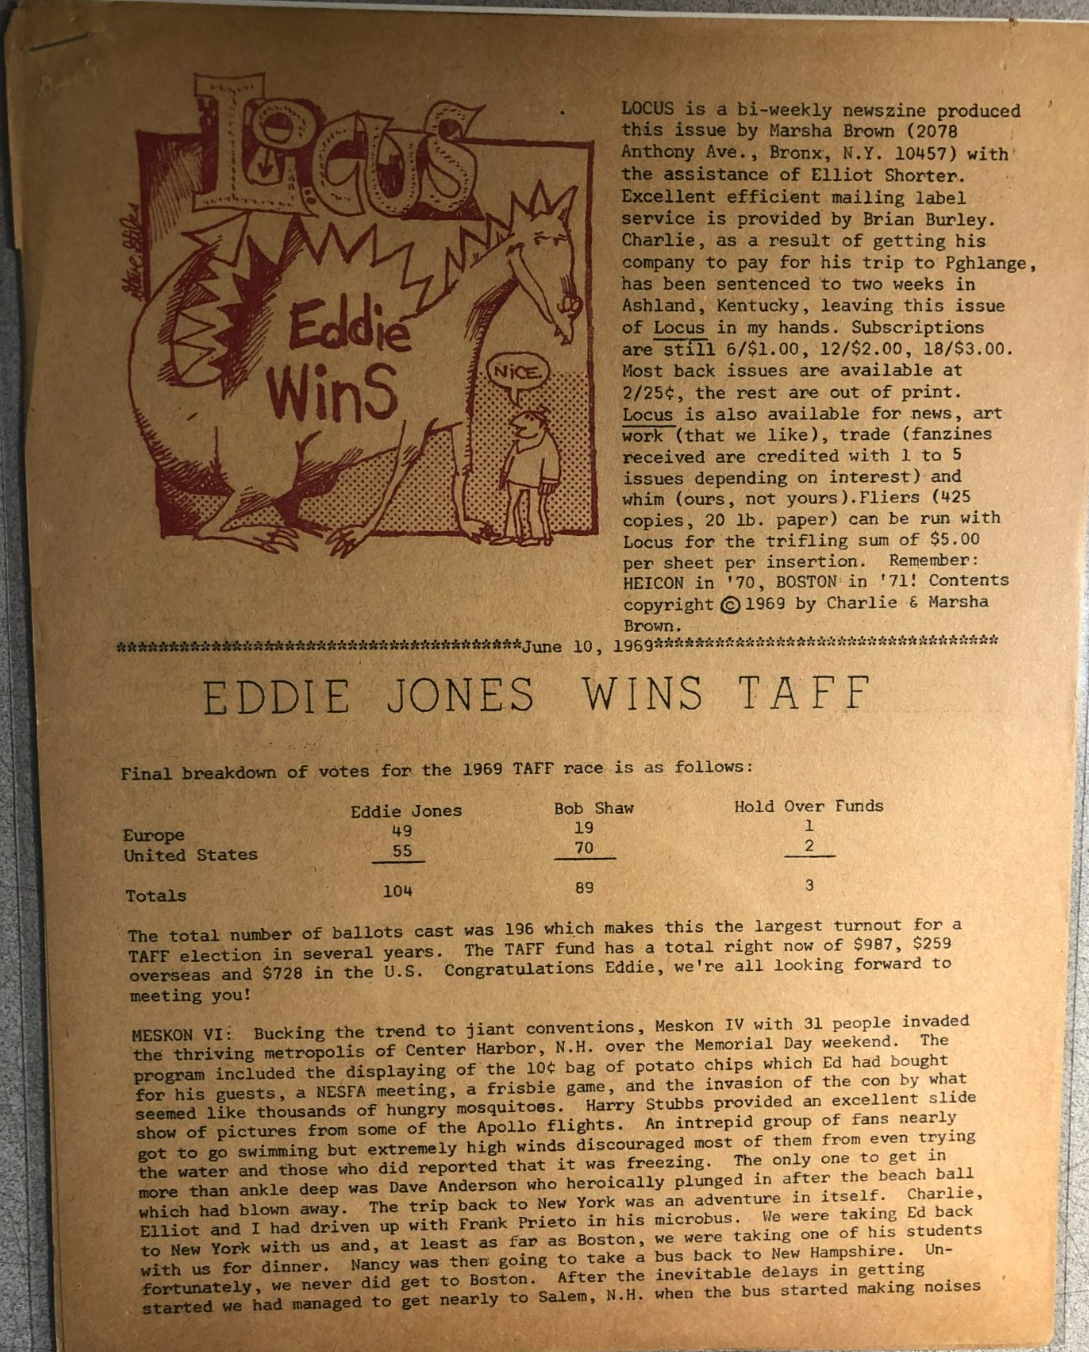 Locus
Steve Stiles
Eddie
Wins
NiCE.
LOCUS is a bi-weekly newszine produced
this issue by Marsha Brown (2078
Anthony Ave., Bronx, N.Y. 10457) with
the assistance of Elliot Shorter.
Excellent efficient mailing label
service is provided by Brian Burley.
Charlie, as a result of getting his
company to pay for his trip to Pghlange,
has been sentenced to two weeks in
Ashland, Kentucky, leaving this issue
of Locus in my hands. Subscriptions
are still 6/$1.00, 12/$2.00, 18/$3.00.
Most back issues are available at
2/25¢, the rest are out of print.
Locus is also available for news, art
work (that we like), trade (fanzines
received are credited with 1 to 5
issues depending on interest) and
whim (ours, not yours).Fliers (425
copies, 20 lb. paper) can be run with
Locus for the trifling sum of $5.00
per sheet per insertion. Remember:
HEICON in '70, BOSTON in '71! Contents
copyright © 1969 by Charlie & Marsha
Brown.
**************************************June 10, 1969********************************
EDDIE JONES WINS TAFF
Final breakdown of votes for the 1969 TAFF race is as follows:
Eddie Jones Bob Shaw Hold Over Funds
Europe 49 19 1
United States 55 70 2
Totals 104 89 3
The total number of ballots cast was 196 which makes this the largest turnout for a
TAFF election in several years. The TAFF fund has a total right now of $987, $259
overseas and $728 in the U.S. Congratulations Eddie, we're all looking forward to
meeting you!
MESKON VI: Bucking the trend to jiant conventions, Meskon IV with 31 people invaded
the thriving metropolis of Center Harbor, N.H. over the Memorial Day weekend. The
program included the displaying of the 10¢ bag of potato chips which Ed had bought
for his guests, a NESFA meeting, a frisbie game, and the invasion of the con by what
seemed like thousands of hungry mosquitoes. Harry Stubbs provided an excellent slide
show of pictures from some of the Apollo flights. An intrepid group of fans nearly
got to go swimming but extremely high winds discouraged most of them from even trying
the water and those who did reported that it was freezing. The only one to get in
more than ankle deep was Dave Anderson who heroically plunged in after the beach ball
which had blown away. The trip back to New York was an adventure in itself. Charlie,
Elliot and I had driven up with Frank Prieto in his microbus. We were taking Ed back
to New York with us and, at least as far as Boston, we were taking one of his students
with us for dinner. Nancy was then going to take a bus back to New Hampshire. Un-
fortunately, we never did get to Boston. After the inevitable delays in getting
started we had managed to get nearly to Salem, N.H. when the bus started making noises